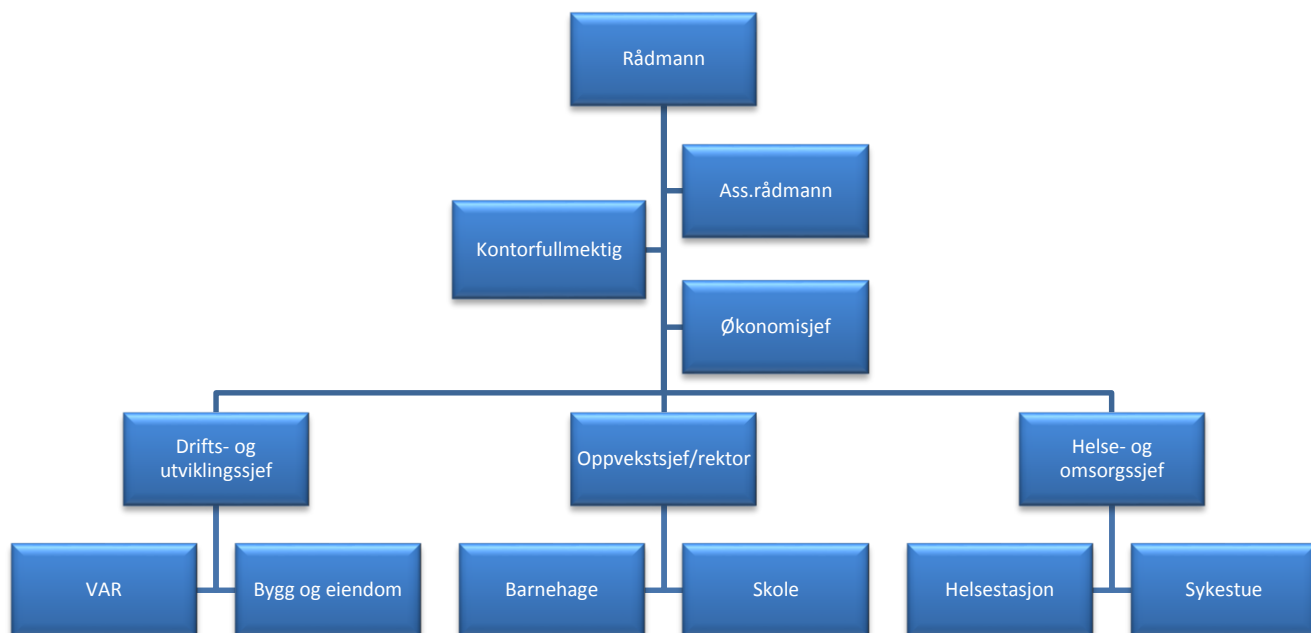 Rådmann
Ass.rådmann
Kontorfullmektig
Økonomisjef
Drifts- og
utviklingssjef
Oppvekstsjef/rektor
Helse- og
omsorgssjef
VAR
Bygg og eiendom
Barnehage
Skole
Helsestasjon
Sykestue